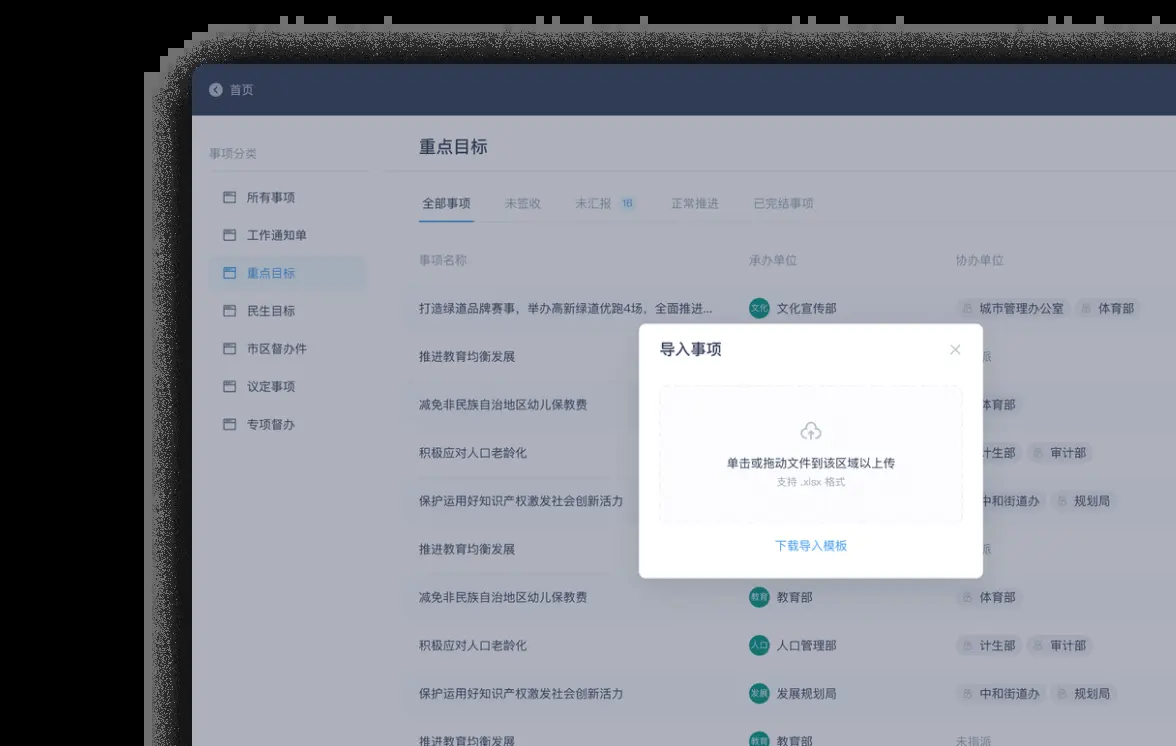 首页
事项分类
所有事项
工作通知单
重点目标
民生目标
市区督办件
议定事项
专项督办
重点目标
全部事项 未签收 未汇报 16 正常推进 已完结事项
事项名称 承办单位 协办单位
打造绿道品牌赛事，举办高新绿道优跑4场，全面推进... 文化 文化宣传部 城市管理办公室 体育部
推进教育均衡发展 派
减免非民族自治地区幼儿保教费 体育部
积极应对人口老龄化 计生部 审计部
保护运用好知识产权激发社会创新活力 中和街道办 规划局
推进教育均衡发展 派
减免非民族自治地区幼儿保教费 教育 教育部 体育部
积极应对人口老龄化 人口 人口管理部 计生部 审计部
保护运用好知识产权激发社会创新活力 发展 发展规划局 中和街道办 规划局
推进教育均衡发展 教育 教育部 未指派
导入事项
单击或拖动文件到该区域以上传
支持 .xlsx 格式
下载导入模板